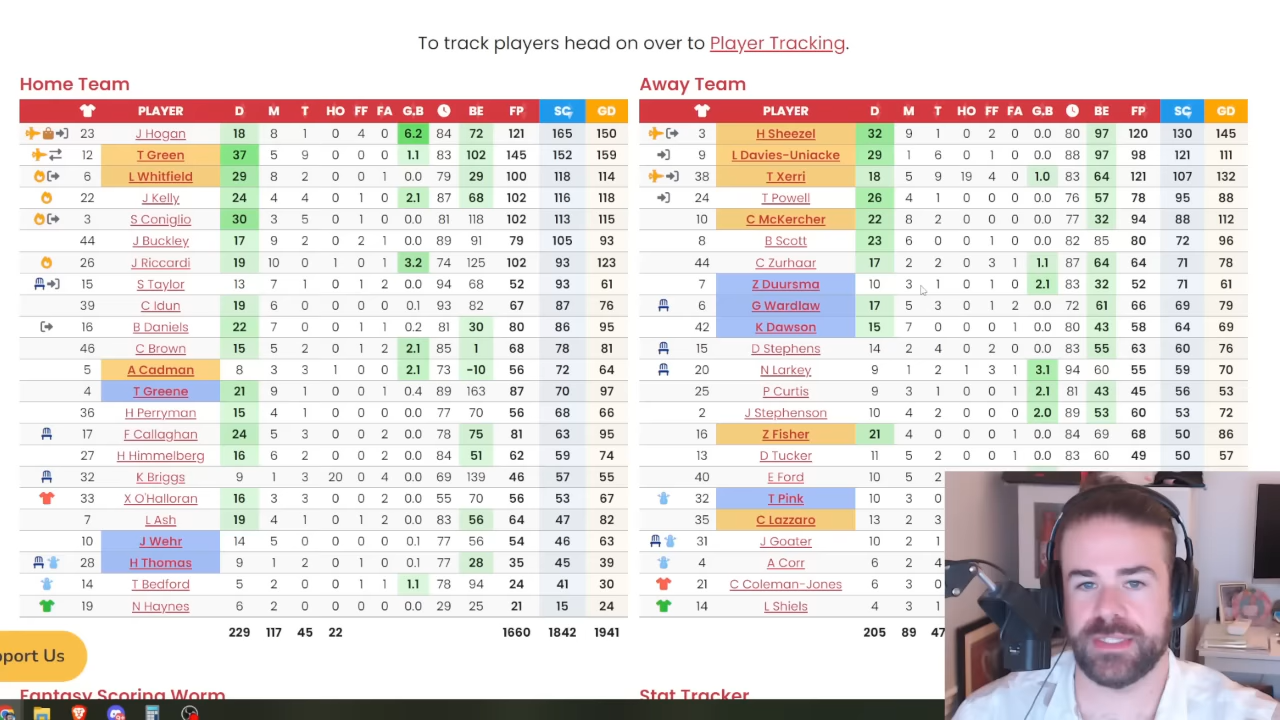 To track players head on over to Player Tracking.
Home Team
PLAYER D M T HO FF FA G.B BE FP SC GD
23 J Hogan 18 8 1 0 4 0 6.2 84 72 121 165 150
12 T Green 37 5 9 0 0 0 1.1 83 102 145 152 159
6 L Whitfield 29 8 2 0 0 1 0.0 79 29 100 118 114
22 J Kelly 24 4 4 0 1 0 2.1 87 68 102 116 118
3 S Coniglio 30 3 5 0 1 0 0.0 81 118 102 113 115
44 J Buckley 17 9 2 0 2 1 0.0 89 91 79 105 93
26 J Riccardi 19 10 0 1 0 1 3.2 74 125 102 93 123
15 S Taylor 13 7 1 0 1 2 0.0 94 68 52 93 61
39 C Idun 19 6 0 0 0 0 0.1 93 82 67 87 76
16 B Daniels 22 7 0 0 1 1 0.2 81 30 80 86 95
46 C Brown 15 5 2 0 1 2 2.1 85 1 68 78 81
5 A Cadman 8 3 3 1 0 0 2.1 73 -10 56 72 64
4 T Greene 21 9 1 0 0 1 0.4 89 163 87 70 97
36 H Perryman 15 4 1 0 0 0 0.0 77 70 56 68 66
17 F Callaghan 24 5 3 0 0 2 0.0 78 75 81 63 95
27 H Himmelberg 16 6 2 0 0 2 0.0 84 51 62 59 74
32 K Briggs 9 1 3 20 0 4 0.0 69 139 46 57 55
33 X O'Halloran 16 3 3 0 0 2 0.0 55 70 56 53 67
7 L Ash 19 4 1 0 1 2 0.0 83 56 64 47 82
10 J Wehr 14 5 0 0 0 0 0.1 77 56 54 46 63
28 H Thomas 9 1 2 0 0 1 0.1 77 28 35 45 39
14 T Bedford 5 2 0 0 1 1 1.1 78 94 24 41 30
19 N Haynes 6 2 0 0 0 0 0.0 29 25 21 15 24
229 117 45 22 1660 1842 1941
Away Team
PLAYER D M T HO FF FA G.B BE FP SC GD
3 H Sheezel 32 9 1 0 2 0 0.0 80 97 120 130 145
9 L Davies-Uniacke 29 1 6 0 1 0 0.0 88 97 98 121 111
38 T Xerri 18 5 9 19 4 0 1.0 83 64 121 107 132
24 T Powell 26 4 1 0 0 0 0.0 76 57 78 95 88
10 C McKercher 22 8 2 0 0 0 0.0 77 32 94 88 112
8 B Scott 23 6 0 0 1 0 0.0 82 85 80 72 96
44 C Zurhaar 17 2 2 0 3 1 1.1 87 64 64 71 78
7 Z Duursma 10 3 1 0 1 0 2.1 83 32 52 71 61
6 G Wardlaw 17 5 3 0 1 2 0.0 72 61 66 69 79
42 K Dawson 15 7 0 0 0 1 0.0 80 43 58 64 69
15 D Stephens 14 2 4 0 2 0 0.0 83 55 63 60 76
20 N Larkey 9 1 2 1 3 1 3.1 94 60 55 59 70
25 P Curtis 9 3 1 0 1 0 2.1 81 43 45 56 53
2 J Stephenson 10 4 2 0 0 0 2.0 89 53 60 53 72
16 Z Fisher 21 4 0 0 0 1 0.0 84 69 68 50 86
13 D Tucker 11 5 2 0 0 0 0.0 83 60 49 50 57
40 E Ford 10 5 2
32 T Pink 10 3 0
35 C Lazzaro 13 2 3
31 J Goater 10 2 1
4 A Corr 6 2 4
21 C Coleman-Jones 6 3 0
14 L Shiels 4 3 1
205 89 47
pport Us
Fantasy Scoring Worm
Stat Tracker